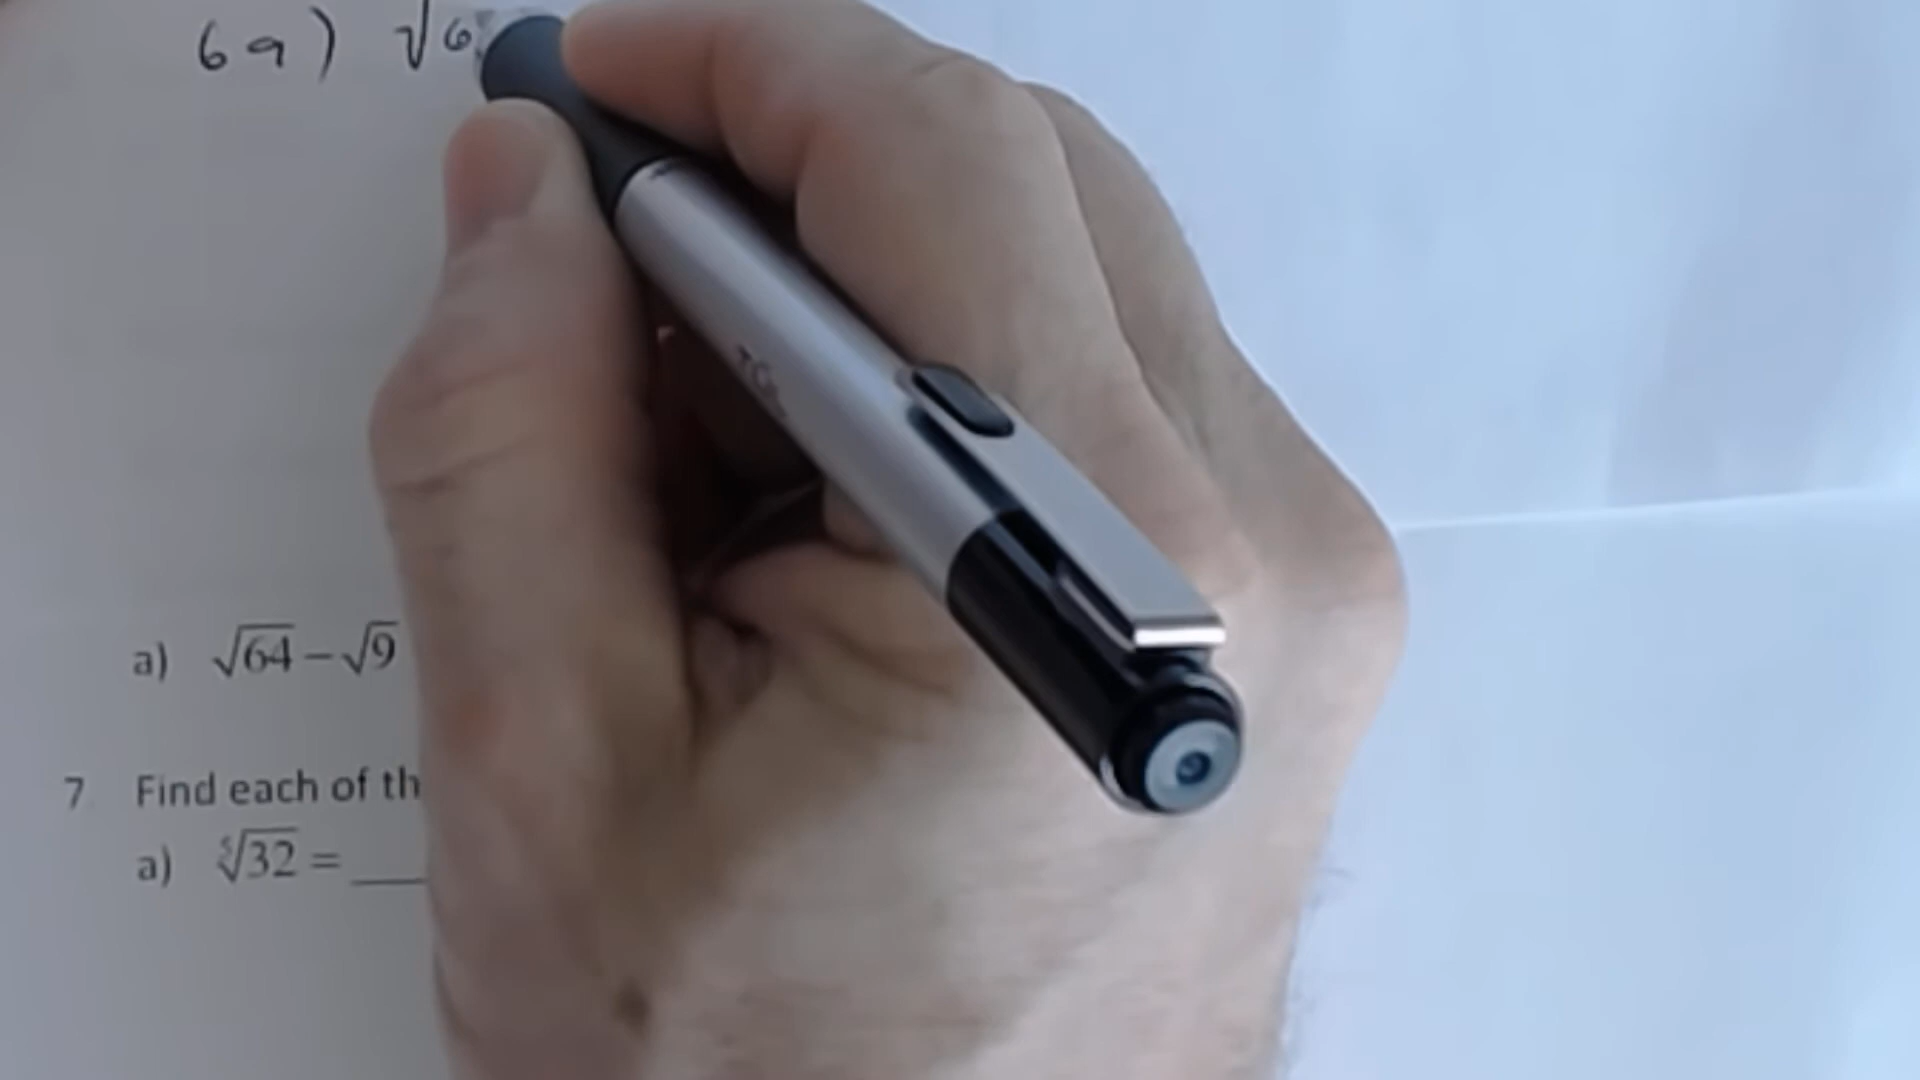 6a) √6
a) √64 – √9
7 Find each of th
a) ⁵√32 = ___